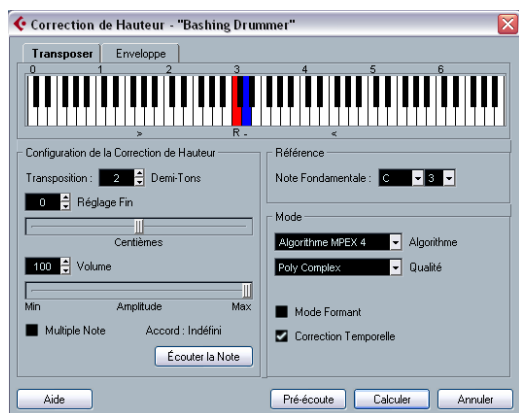 Correction de Hauteur - "Bashing Drummer"
Transposer Enveloppe
0 1 2 3 4 5 6
> R - <
Configuration de la Correction de Hauteur
Transposition : 2 Demi-Tons
0 Réglage Fin
Centièmes
100 Volume
Min Amplitude Max
Multiple Note Accord : Indéfini
Écouter la Note
Référence
Note Fondamentale : C 3
Mode
Algorithme MPEX 4 Algorithme
Poly Complex Qualité
Mode Formant
Correction Temporelle
Aide Pré-écoute Calculer Annuler